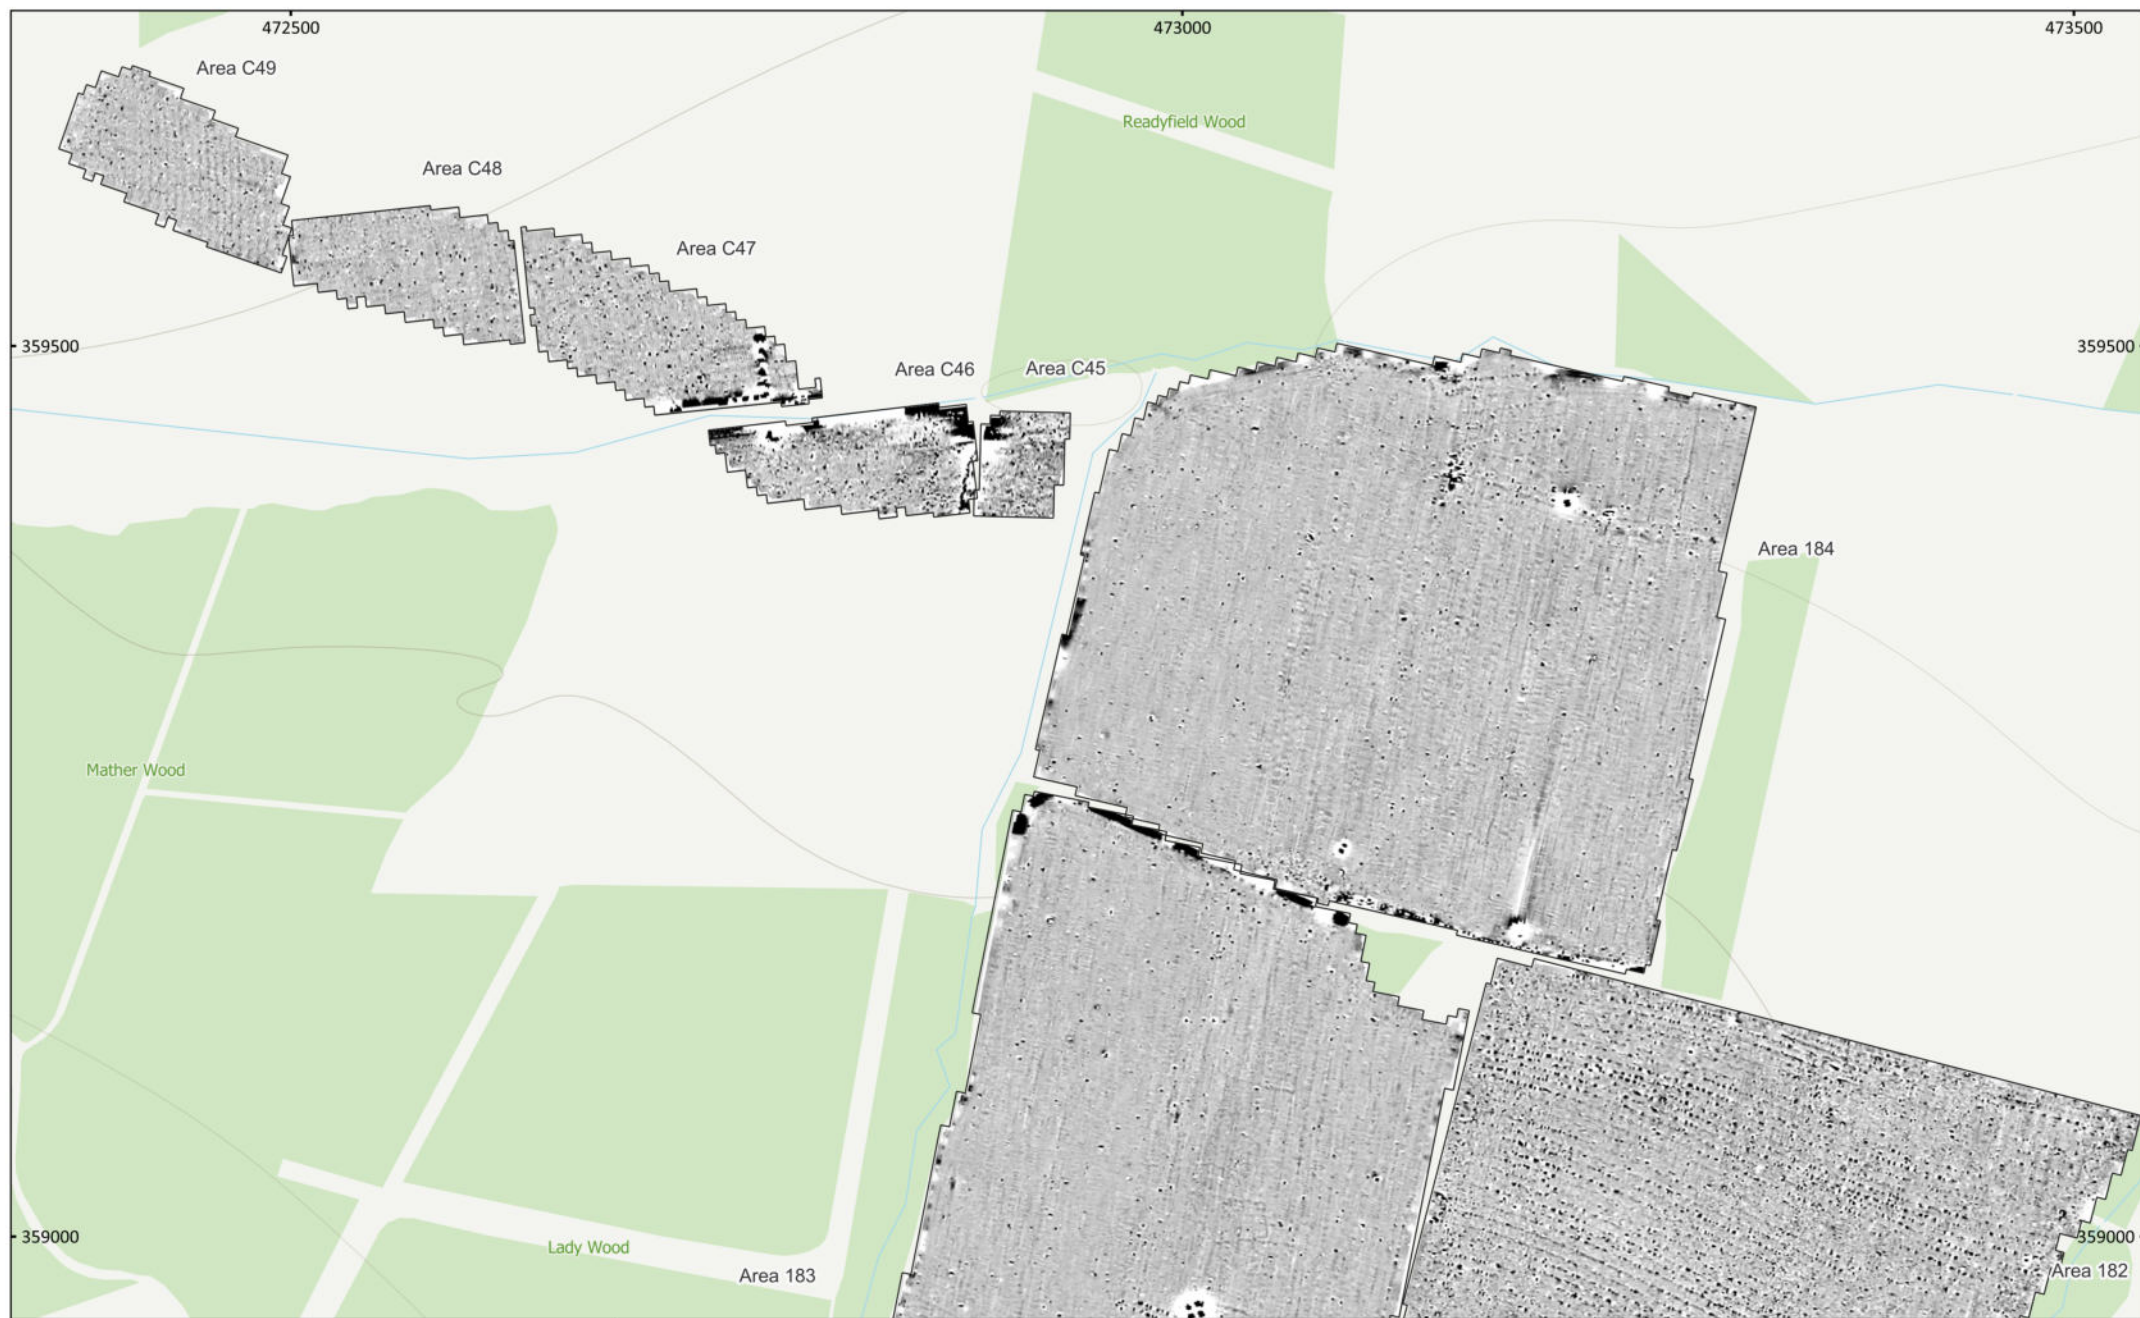 472500
473000
473500
Area C49
Readyfield Wood
Area C48
Area C47
359500
359500
Area C46
Area C45
Area 184
Mather Wood
359000
359000
Lady Wood
Area 183
Area 182